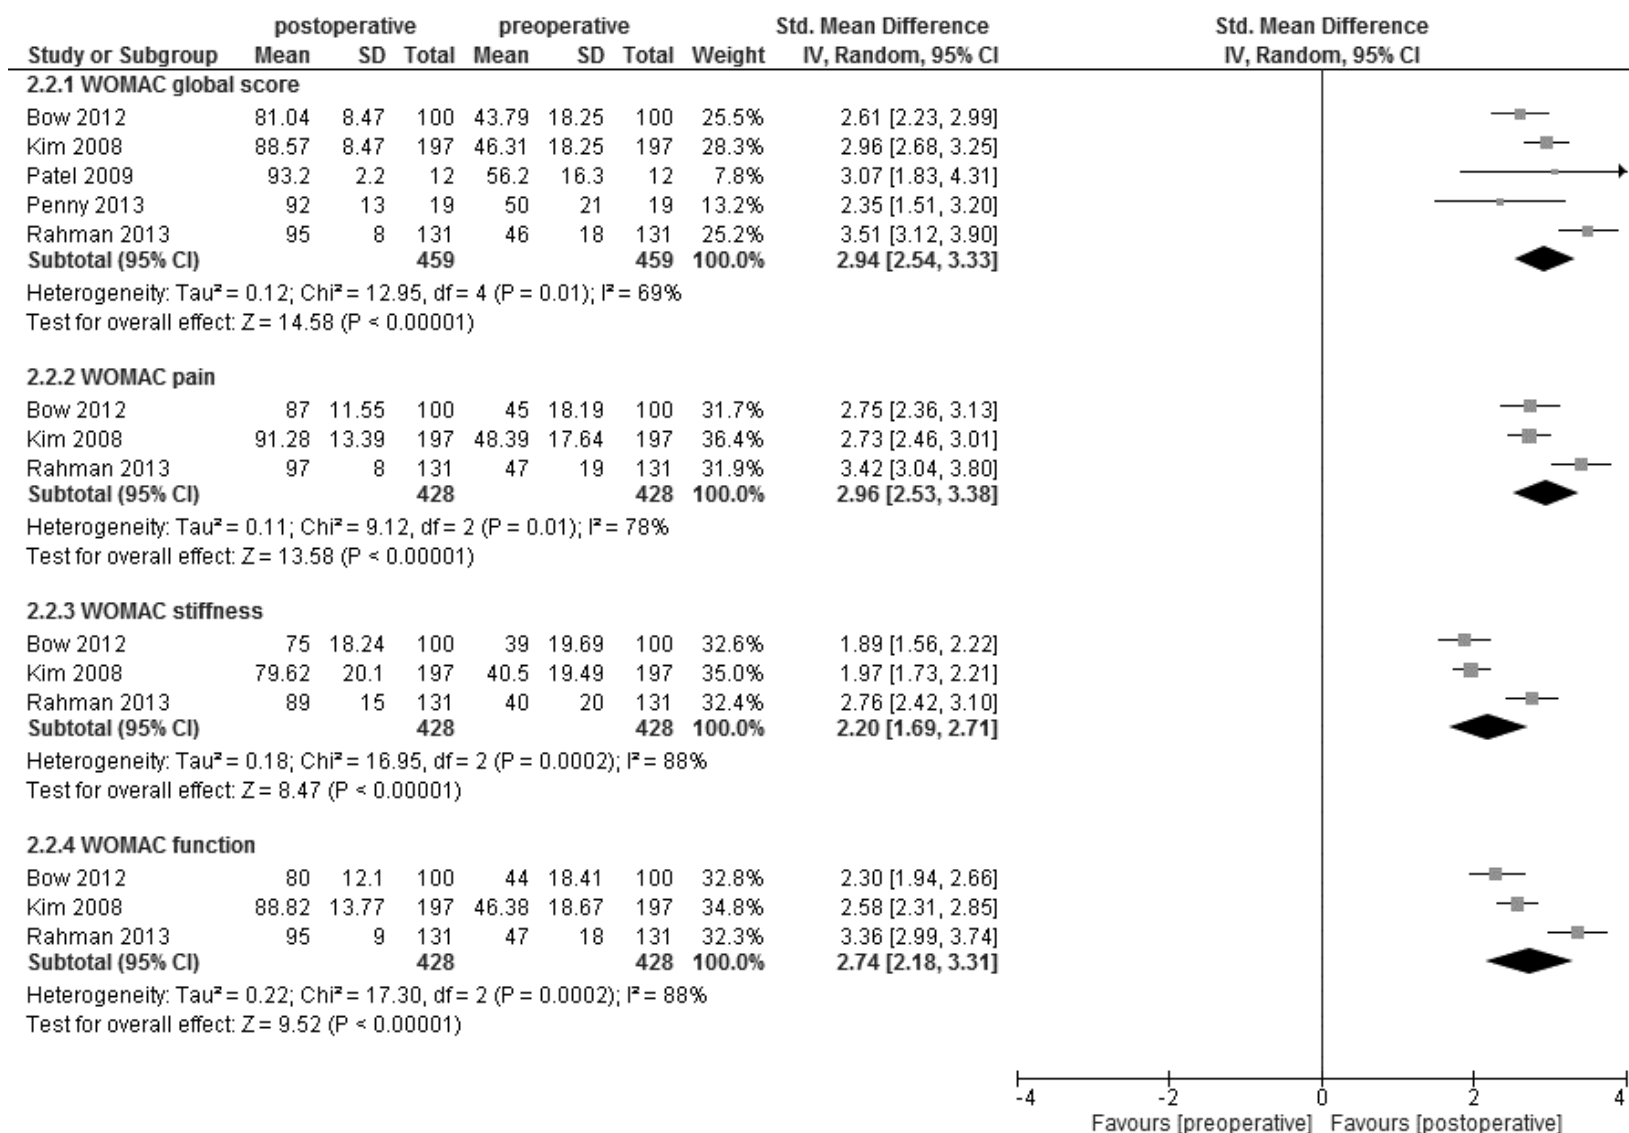 postoperative preoperative Std. Mean Difference Std. Mean Difference
Study or Subgroup Mean SD Total Mean SD Total Weight IV, Random, 95% CI IV, Random, 95% CI
2.2.1 WOMAC global score
Bow 2012 81.04 8.47 100 43.79 18.25 100 25.5% 2.61 [2.23, 2.99]
Kim 2008 88.57 8.47 197 46.31 18.25 197 28.3% 2.96 [2.68, 3.25]
Patel 2009 93.2 2.2 12 56.2 16.3 12 7.8% 3.07 [1.83, 4.31]
Penny 2013 92 13 19 50 21 19 13.2% 2.35 [1.51, 3.20]
Rahman 2013 95 8 131 46 18 131 25.2% 3.51 [3.12, 3.90]
Subtotal (95% CI) 459 459 100.0% 2.94 [2.54, 3.33]
Heterogeneity: Tau² = 0.12; Chi² = 12.95, df = 4 (P = 0.01); I² = 69%
Test for overall effect: Z = 14.58 (P < 0.00001)
2.2.2 WOMAC pain
Bow 2012 87 11.55 100 45 18.19 100 31.7% 2.75 [2.36, 3.13]
Kim 2008 91.28 13.39 197 48.39 17.64 197 36.4% 2.73 [2.46, 3.01]
Rahman 2013 97 8 131 47 19 131 31.9% 3.42 [3.04, 3.80]
Subtotal (95% CI) 428 428 100.0% 2.96 [2.53, 3.38]
Heterogeneity: Tau² = 0.11; Chi² = 9.12, df = 2 (P = 0.01); I² = 78%
Test for overall effect: Z = 13.58 (P < 0.00001)
2.2.3 WOMAC stiffness
Bow 2012 75 18.24 100 39 19.69 100 32.6% 1.89 [1.56, 2.22]
Kim 2008 79.62 20.1 197 40.5 19.49 197 35.0% 1.97 [1.73, 2.21]
Rahman 2013 89 15 131 40 20 131 32.4% 2.76 [2.42, 3.10]
Subtotal (95% CI) 428 428 100.0% 2.20 [1.69, 2.71]
Heterogeneity: Tau² = 0.18; Chi² = 16.95, df = 2 (P = 0.0002); I² = 88%
Test for overall effect: Z = 8.47 (P < 0.00001)
2.2.4 WOMAC function
Bow 2012 80 12.1 100 44 18.41 100 32.8% 2.30 [1.94, 2.66]
Kim 2008 88.82 13.77 197 46.38 18.67 197 34.8% 2.58 [2.31, 2.85]
Rahman 2013 95 9 131 47 18 131 32.3% 3.36 [2.99, 3.74]
Subtotal (95% CI) 428 428 100.0% 2.74 [2.18, 3.31]
Heterogeneity: Tau² = 0.22; Chi² = 17.30, df = 2 (P = 0.0002); I² = 88%
Test for overall effect: Z = 9.52 (P < 0.00001)
-4 -2 0 2 4
Favours [preoperative] Favours [postoperative]